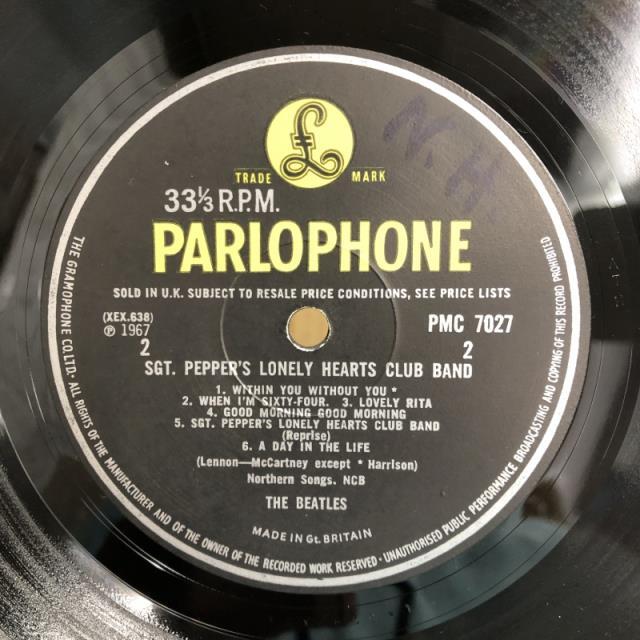 £
N.H.
TRADE MARK
33⅓ R.P.M.
PARLOPHONE
SOLD IN U.K. SUBJECT TO RESALE PRICE CONDITIONS, SEE PRICE LISTS
(XEX.638) PMC 7027
℗ 1967
2 2
SGT. PEPPER'S LONELY HEARTS CLUB BAND
1. WITHIN YOU WITHOUT YOU *
2. WHEN I'M SIXTY-FOUR. 3. LOVELY RITA
4. GOOD MORNING GOOD MORNING
5. SGT. PEPPER'S LONELY HEARTS CLUB BAND
(Reprise)
6. A DAY IN THE LIFE
(Lennon—McCartney except * Harrison)
Northern Songs. NCB
THE BEATLES
MADE IN Gt. BRITAIN
THE GRAMOPHONE CO. LTD. · ALL RIGHTS OF THE MANUFACTURER AND OF THE OWNER OF THE RECORDED WORK RESERVED · UNAUTHORISED PUBLIC PERFORMANCE BROADCASTING AND COPYING OF THIS RECORD PROHIBITED